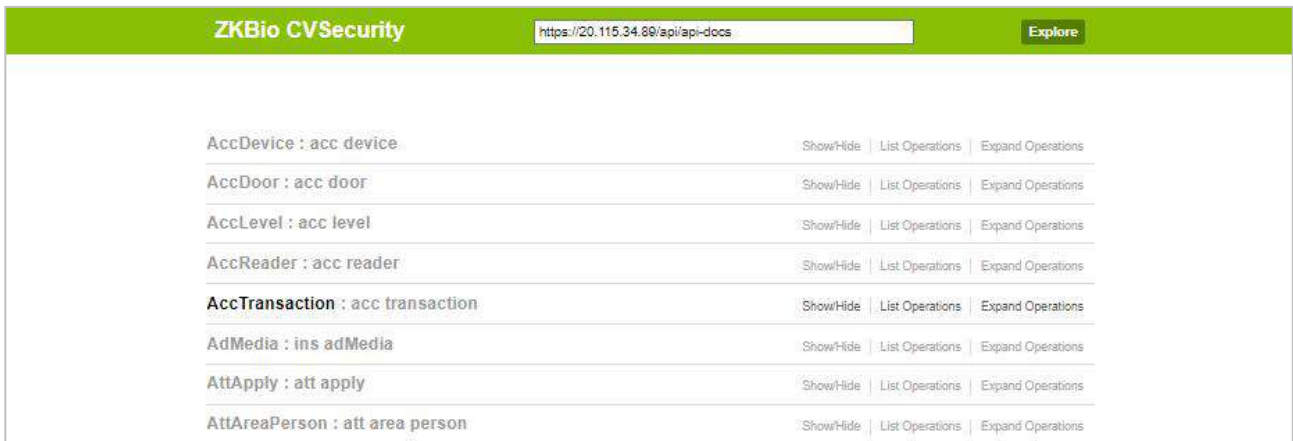 ZKBio CVSecurity https://20.115.34.89/api/api-docs Explore
AccDevice : acc device Show/Hide | List Operations | Expand Operations
AccDoor : acc door Show/Hide | List Operations | Expand Operations
AccLevel : acc level Show/Hide | List Operations | Expand Operations
AccReader : acc reader Show/Hide | List Operations | Expand Operations
AccTransaction : acc transaction Show/Hide | List Operations | Expand Operations
AdMedia : ins adMedia Show/Hide | List Operations | Expand Operations
AttApply : att apply Show/Hide | List Operations | Expand Operations
AttAreaPerson : att area person Show/Hide | List Operations | Expand Operations